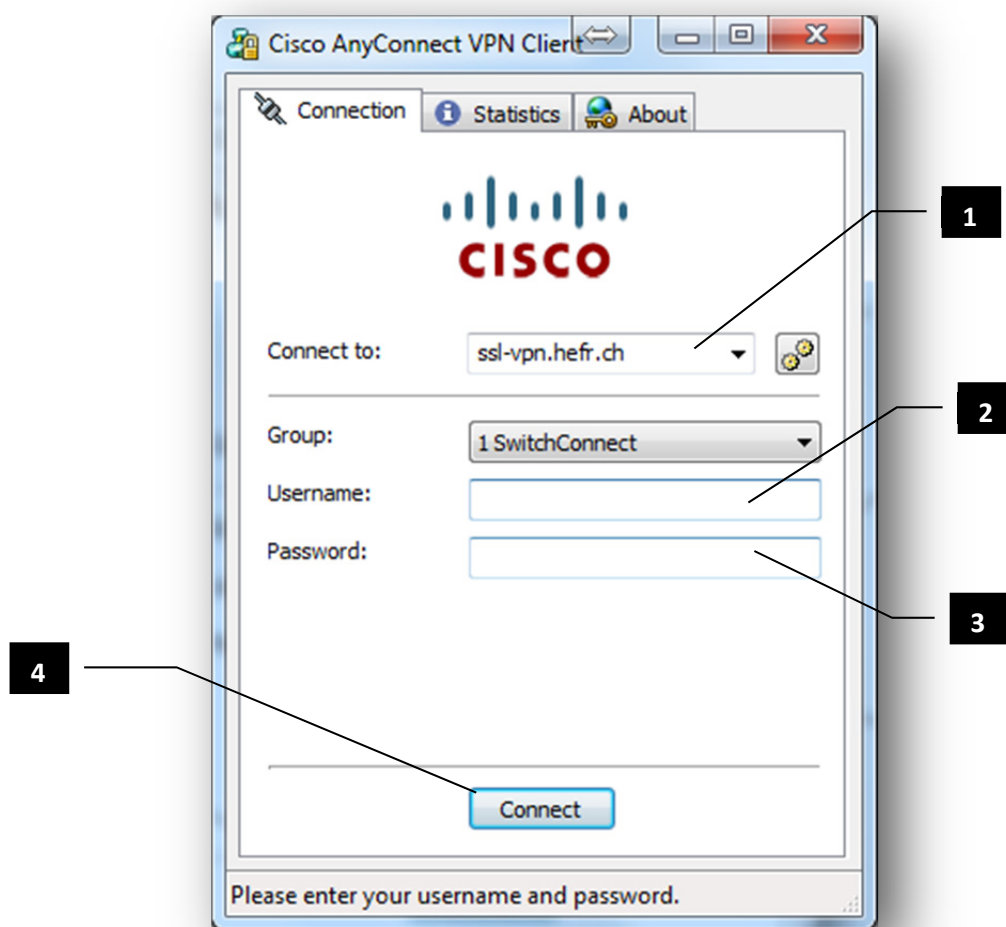 Cisco AnyConnect VPN Client
Connection Statistics About
CISCO
1
Connect to: ssl-vpn.hefr.ch
2
Group: 1 SwitchConnect
Username:
Password:
3
4
Connect
Please enter your username and password.